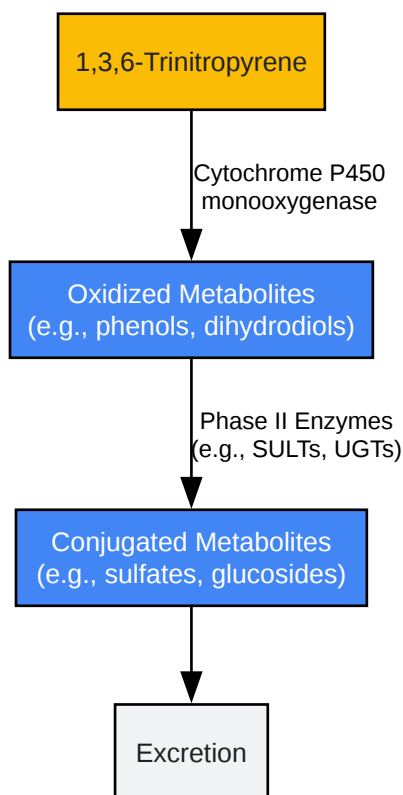 1,3,6-Trinitropyrene
Cytochrome P450
monooxygenase
Oxidized Metabolites
(e.g., phenols, dihydrodiols)
Phase II Enzymes
(e.g., SULTs, UGTs)
Conjugated Metabolites
(e.g., sulfates, glucosides)
Excretion